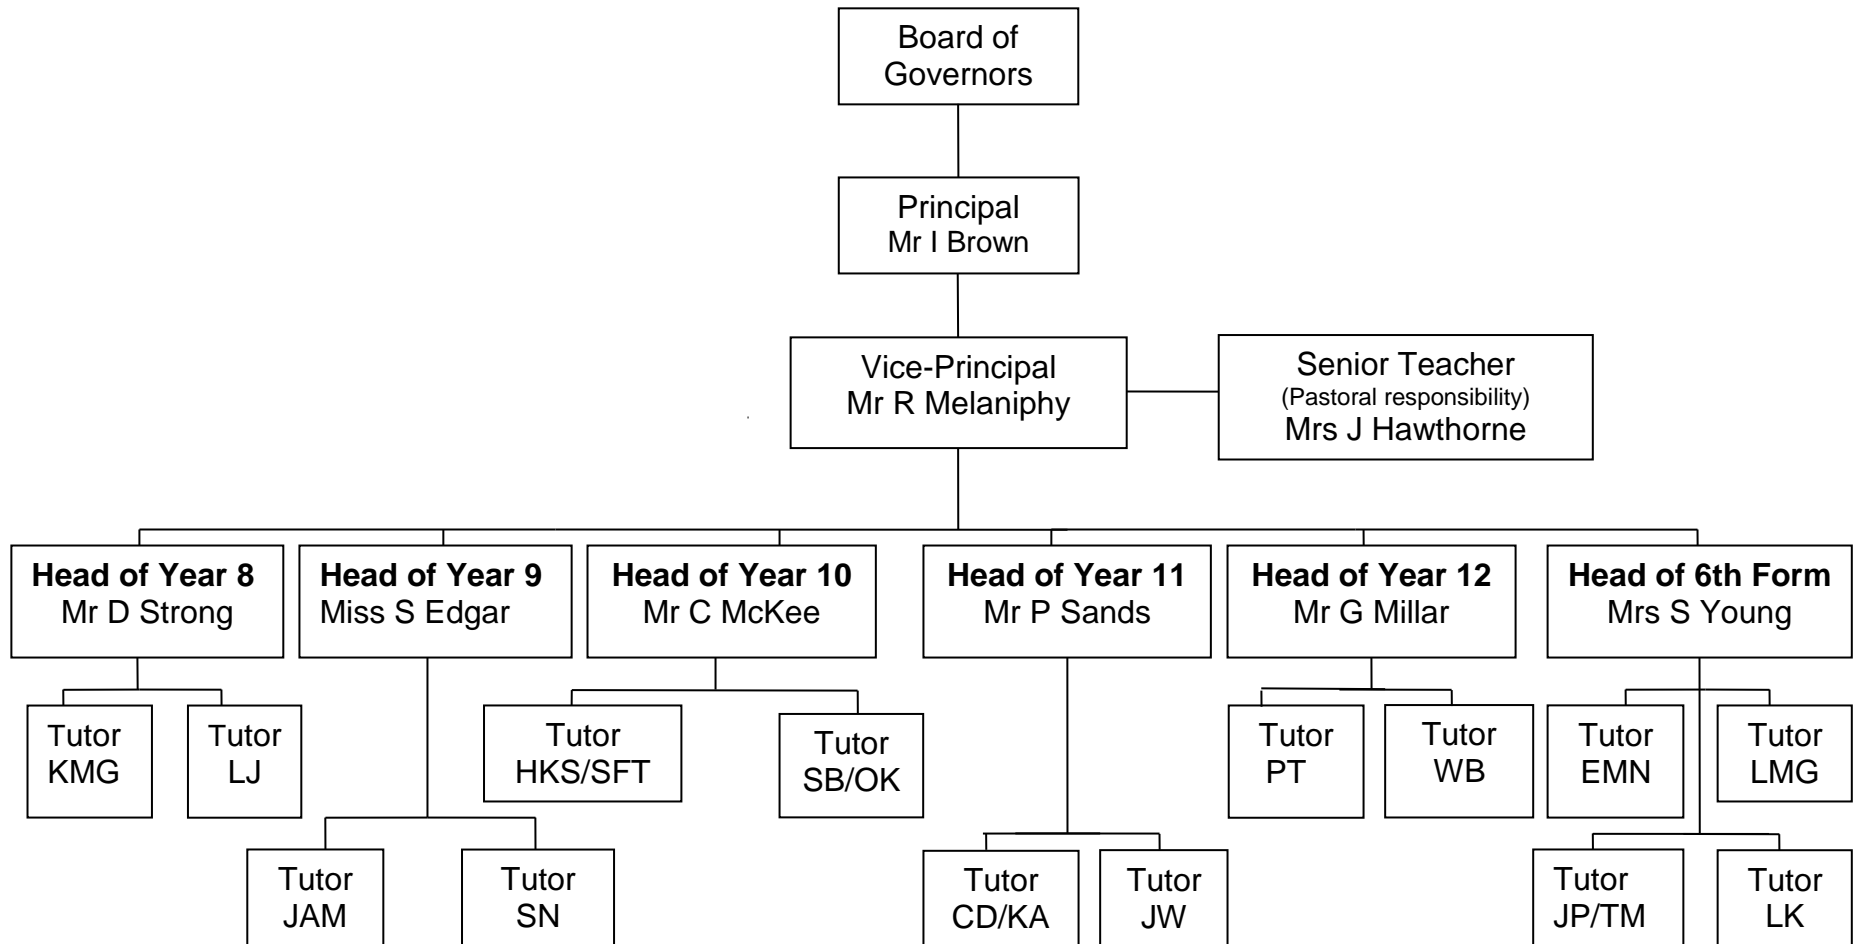 Board of
Governors
Principal
Mr I Brown
Vice-Principal
Mr R Melaniphy
Senior Teacher
(Pastoral responsibility)
Mrs J Hawthorne
Head of Year 8
Mr D Strong
Head of Year 9
Miss S Edgar
Head of Year 10
Mr C McKee
Head of Year 11
Mr P Sands
Head of Year 12
Mr G Millar
Head of 6th Form
Mrs S Young
Tutor
KMG
Tutor
LJ
Tutor
HKS/SFT
Tutor
SB/OK
Tutor
PT
Tutor
WB
Tutor
EMN
Tutor
LMG
Tutor
JAM
Tutor
SN
Tutor
CD/KA
Tutor
JW
Tutor
JP/TM
Tutor
LK